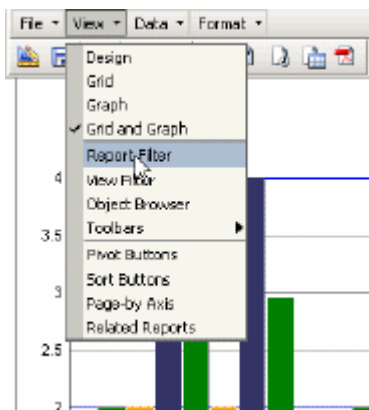 File View Data Format
Design
Grid
Graph
Grid and Graph
Report Filter
View Filter
Object Browser
Toolbars
Pivot Buttons
Sort Buttons
Page-by Axis
Related Reports
4
3.5
3
2.5
2